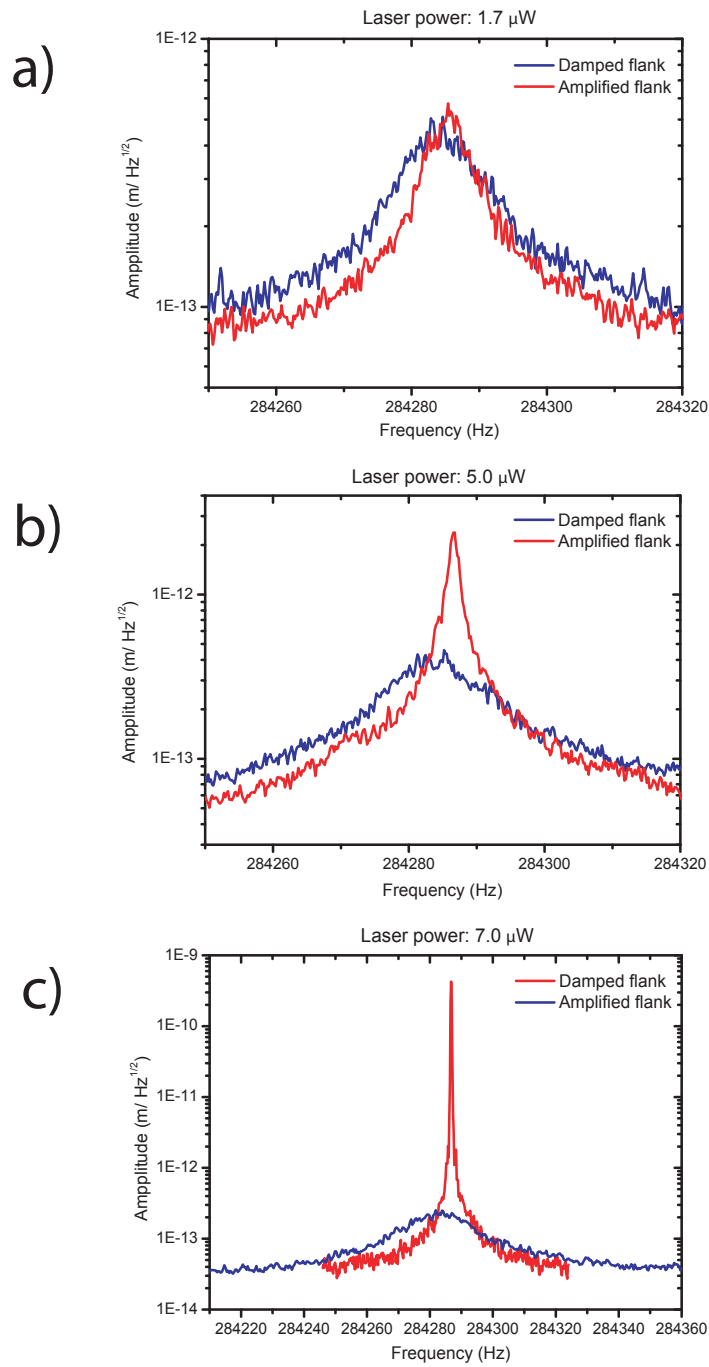 a)
Laser power: 1.7 μW
Damped flank
Amplified flank
Ampplitude (m/ Hz1/2)
1E-12
1E-13
284260 284280 284300 284320
Frequency (Hz)
b)
Laser power: 5.0 μW
Damped flank
Amplified flank
Ampplitude (m/ Hz1/2)
1E-12
1E-13
284260 284280 284300 284320
Frequency (Hz)
c)
Laser power: 7.0 μW
Damped flank
Amplified flank
Ampplitude (m/ Hz1/2)
1E-9
1E-10
1E-11
1E-12
1E-13
1E-14
284220 284240 284260 284280 284300 284320 284340 284360
Frequency (Hz)